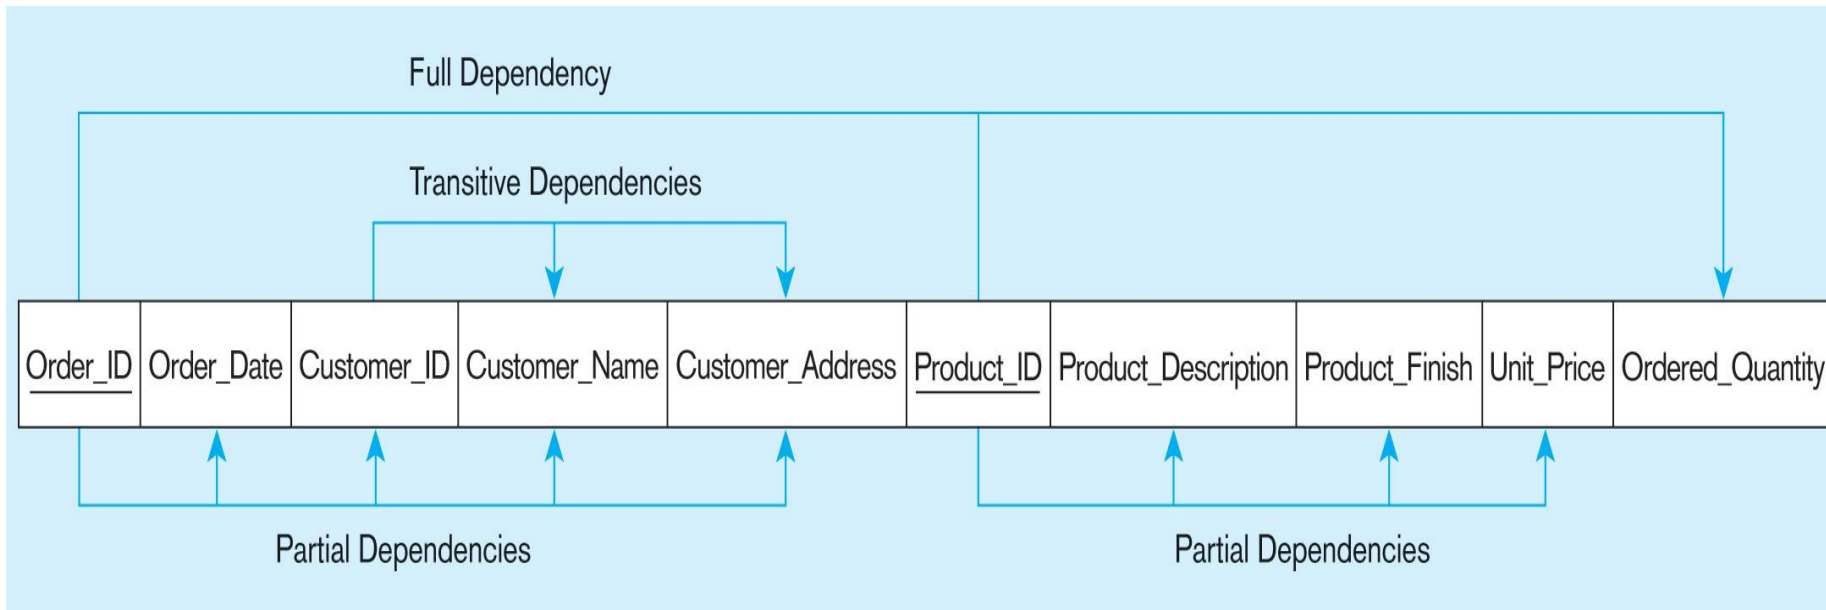 Full Dependency
Transitive Dependencies
Order_ID Order_Date Customer_ID Customer_Name Customer_Address Product_ID Product_Description Product_Finish Unit_Price Ordered_Quantity
Partial Dependencies Partial Dependencies